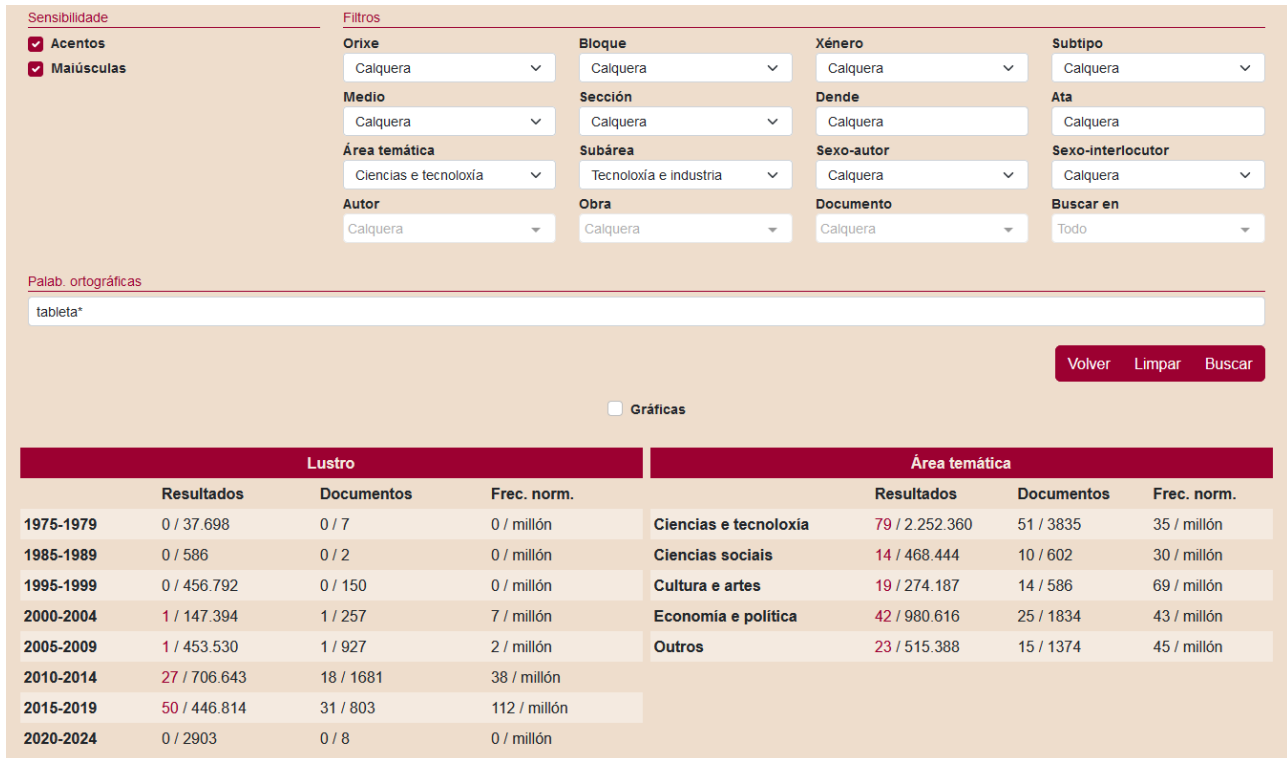 Sensibilidade Filtros
Acentos Orixe Bloque Xénero Subtipo
Maiúsculas Calquera Calquera Calquera Calquera
Medio Sección Dende Ata
Calquera Calquera Calquera Calquera
Área temática Subárea Sexo-autor Sexo-interlocutor
Ciencias e tecnoloxía Tecnoloxía e industria Calquera Calquera
Autor Obra Documento Buscar en
Calquera Calquera Calquera Todo
Palab. ortográficas
tableta*
Volver Limpar Buscar
Gráficas
Lustro Área temática
Resultados Documentos Frec. norm. Resultados Documentos Frec. norm.
1975-1979 0 / 37.698 0 / 7 0 / millón Ciencias e tecnoloxía 79 / 2.252.360 51 / 3835 35 / millón
1985-1989 0 / 586 0 / 2 0 / millón Ciencias sociais 14 / 468.444 10 / 602 30 / millón
1995-1999 0 / 456.792 0 / 150 0 / millón Cultura e artes 19 / 274.187 14 / 586 69 / millón
2000-2004 1 / 147.394 1 / 257 7 / millón Economía e política 42 / 980.616 25 / 1834 43 / millón
2005-2009 1 / 453.530 1 / 927 2 / millón Outros 23 / 515.388 15 / 1374 45 / millón
2010-2014 27 / 706.643 18 / 1681 38 / millón
2015-2019 50 / 446.814 31 / 803 112 / millón
2020-2024 0 / 2903 0 / 8 0 / millón